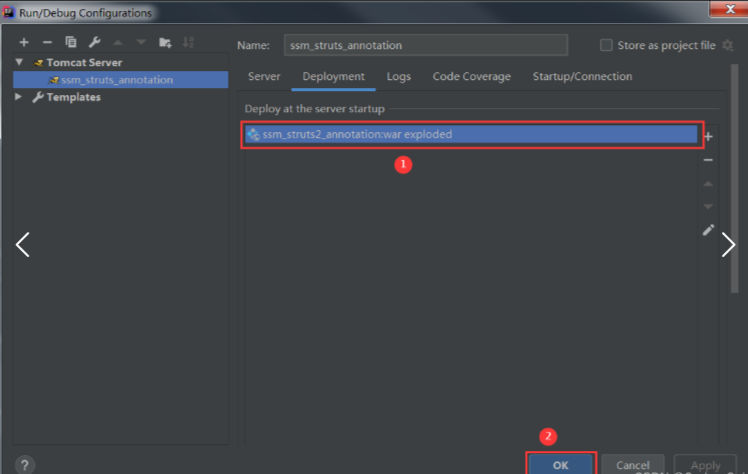 Run/Debug Configurations
Name: ssm_struts_annotation Store as project file
Tomcat Server
ssm_struts_annotation
Templates
Server Deployment Logs Code Coverage Startup/Connection
Deploy at the server startup
ssm_struts2_annotation:war exploded
1
2
? OK Cancel Apply